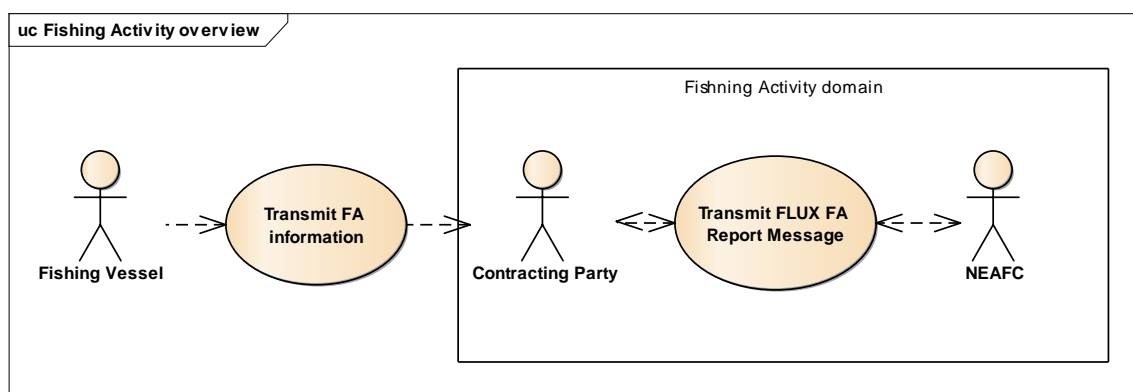 uc Fishing Activity overview
Fishning Activity domain
Transmit FA
information
Transmit FLUX FA
Report Message
Fishing Vessel
Contracting Party
NEAFC